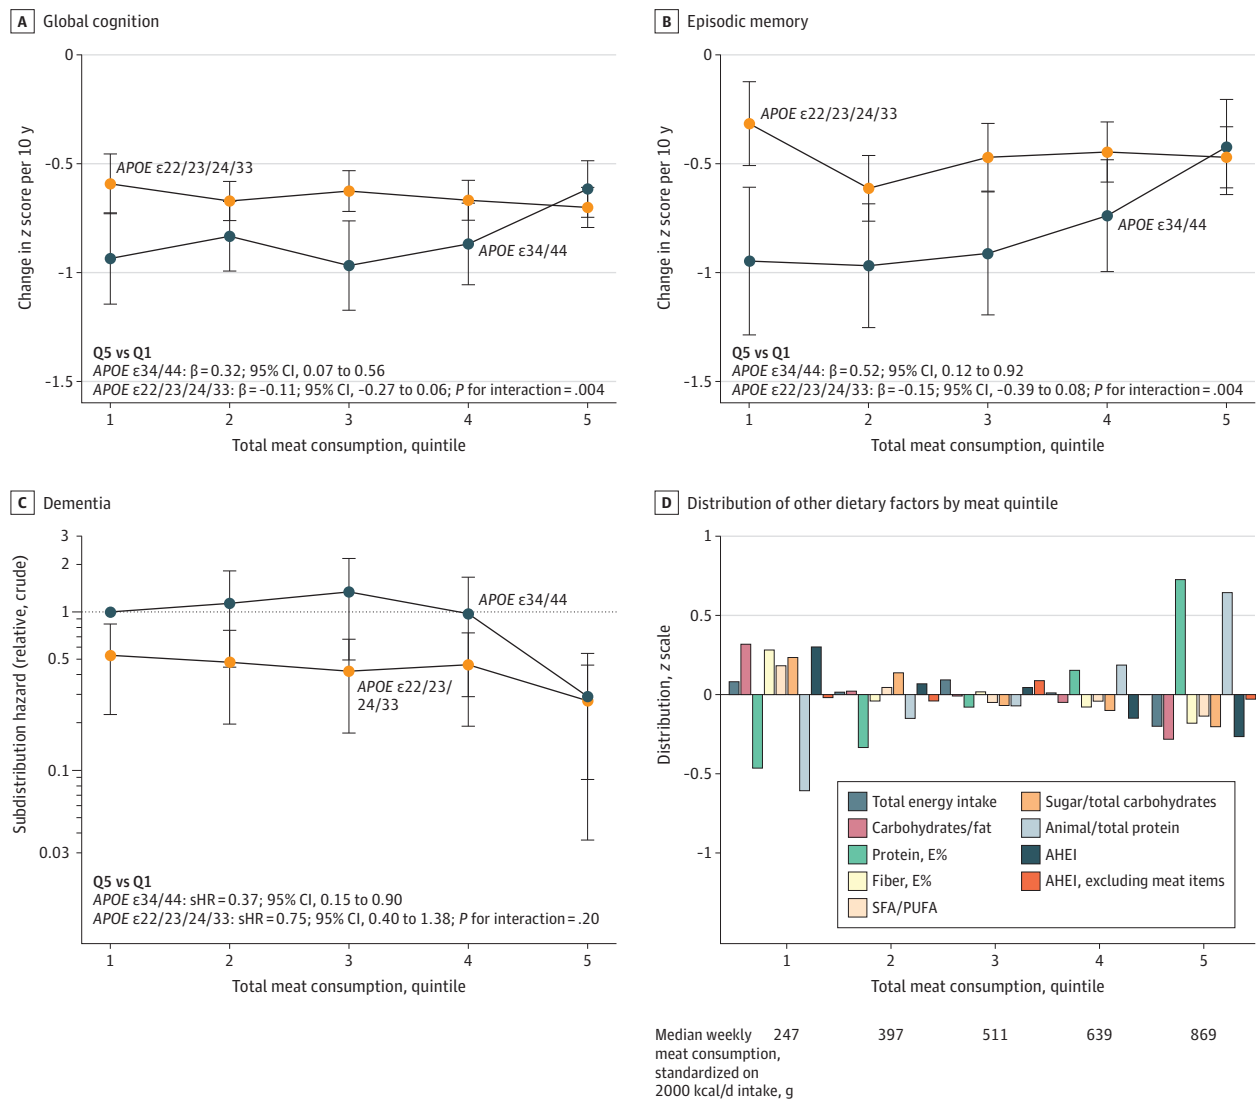 A Global cognition
0
-0.5
-1
-1.5
Change in z score per 10 y
APOE ε22/23/24/33
APOE ε34/44
Q5 vs Q1
APOE ε34/44: β = 0.32; 95% CI, 0.07 to 0.56
APOE ε22/23/24/33: β = -0.11; 95% CI, -0.27 to 0.06; P for interaction = .004
1 2 3 4 5
Total meat consumption, quintile
B Episodic memory
0
-0.5
-1
-1.5
Change in z score per 10 y
APOE ε22/23/24/33
APOE ε34/44
Q5 vs Q1
APOE ε34/44: β = 0.52; 95% CI, 0.12 to 0.92
APOE ε22/23/24/33: β = -0.15; 95% CI, -0.39 to 0.08; P for interaction = .004
1 2 3 4 5
Total meat consumption, quintile
C Dementia
3
2
1
0.5
0.1
0.03
Subdistribution hazard (relative, crude)
APOE ε34/44
APOE ε22/23/
24/33
Q5 vs Q1
APOE ε34/44: sHR = 0.37; 95% CI, 0.15 to 0.90
APOE ε22/23/24/33: sHR = 0.75; 95% CI, 0.40 to 1.38; P for interaction = .20
1 2 3 4 5
Total meat consumption, quintile
D Distribution of other dietary factors by meat quintile
1
0.5
0
-0.5
-1
Distribution, z scale
Total energy intake
Carbohydrates/fat
Protein, E%
Fiber, E%
SFA/PUFA
Sugar/total carbohydrates
Animal/total protein
AHEI
AHEI, excluding meat items
1 2 3 4 5
Total meat consumption, quintile
Median weekly 247 397 511 639 869
meat consumption,
standardized on
2000 kcal/d intake, g